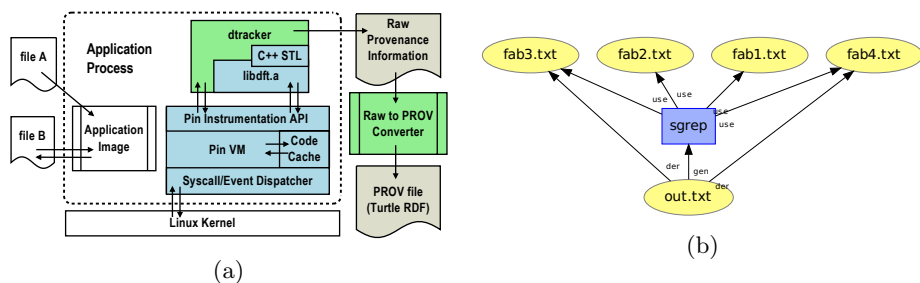 file A
file B
Application
Process
Application
Image
dtracker
C++ STL
libdft.a
Pin Instrumentation API
Pin VM
Code
Cache
Syscall/Event Dispatcher
Linux Kernel
Raw
Provenance
Information
Raw to PROV
Converter
PROV file
(Turtle RDF)
(a)
fab3.txt
fab2.txt
fab1.txt
fab4.txt
use
use
use
use
sgrep
der
gen
der
out.txt
(b)